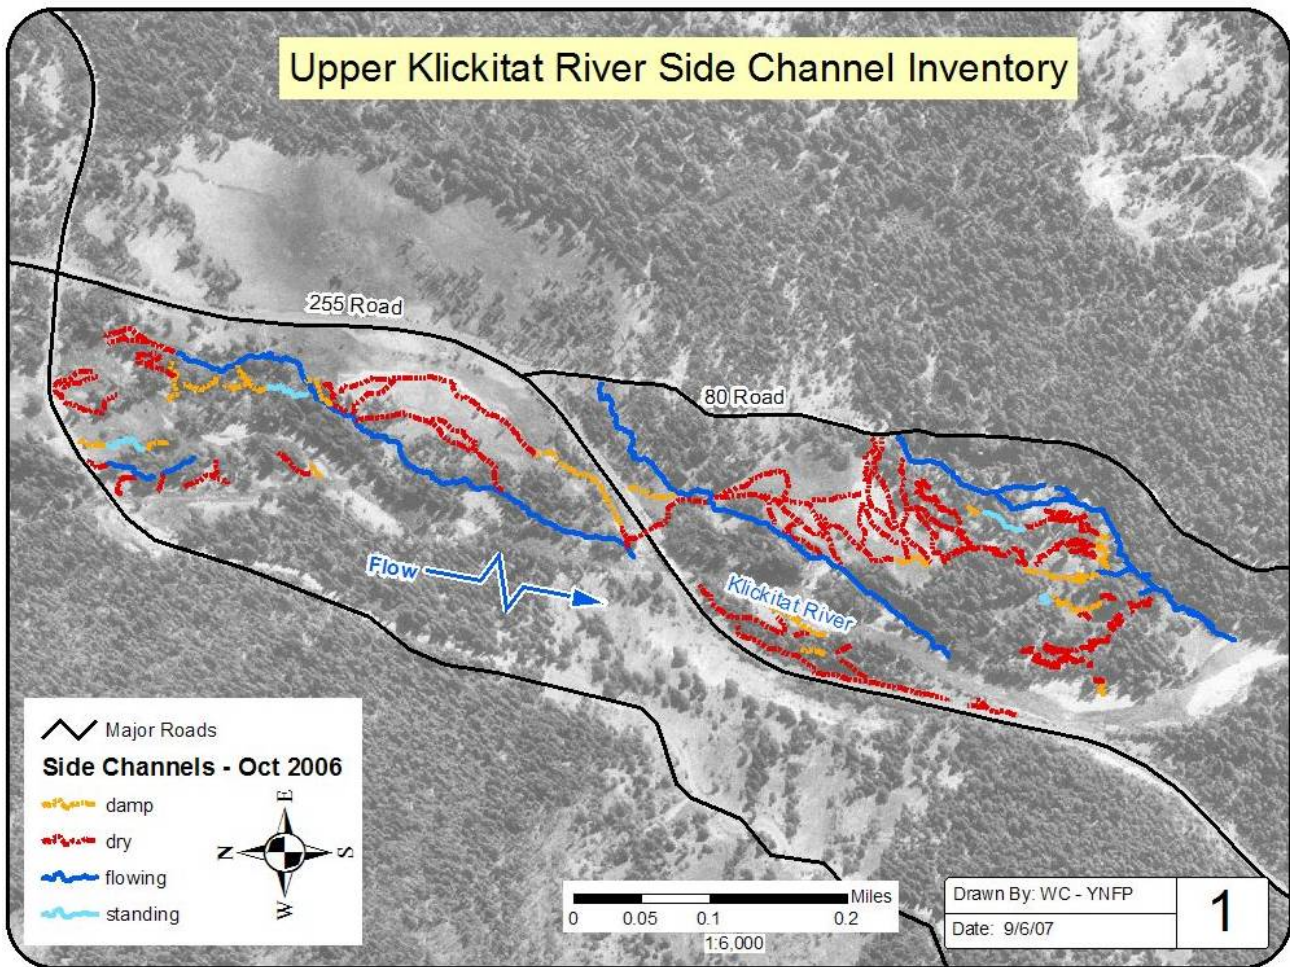 Upper Klickitat River Side Channel Inventory
255 Road
80 Road
Flow
Klickitat River
Major Roads
Side Channels - Oct 2006
damp
dry
flowing
standing
E
N
S
W
Miles
0 0.05 0.1 0.2
1:6,000
Drawn By: WC - YNFP
Date: 9/6/07
1